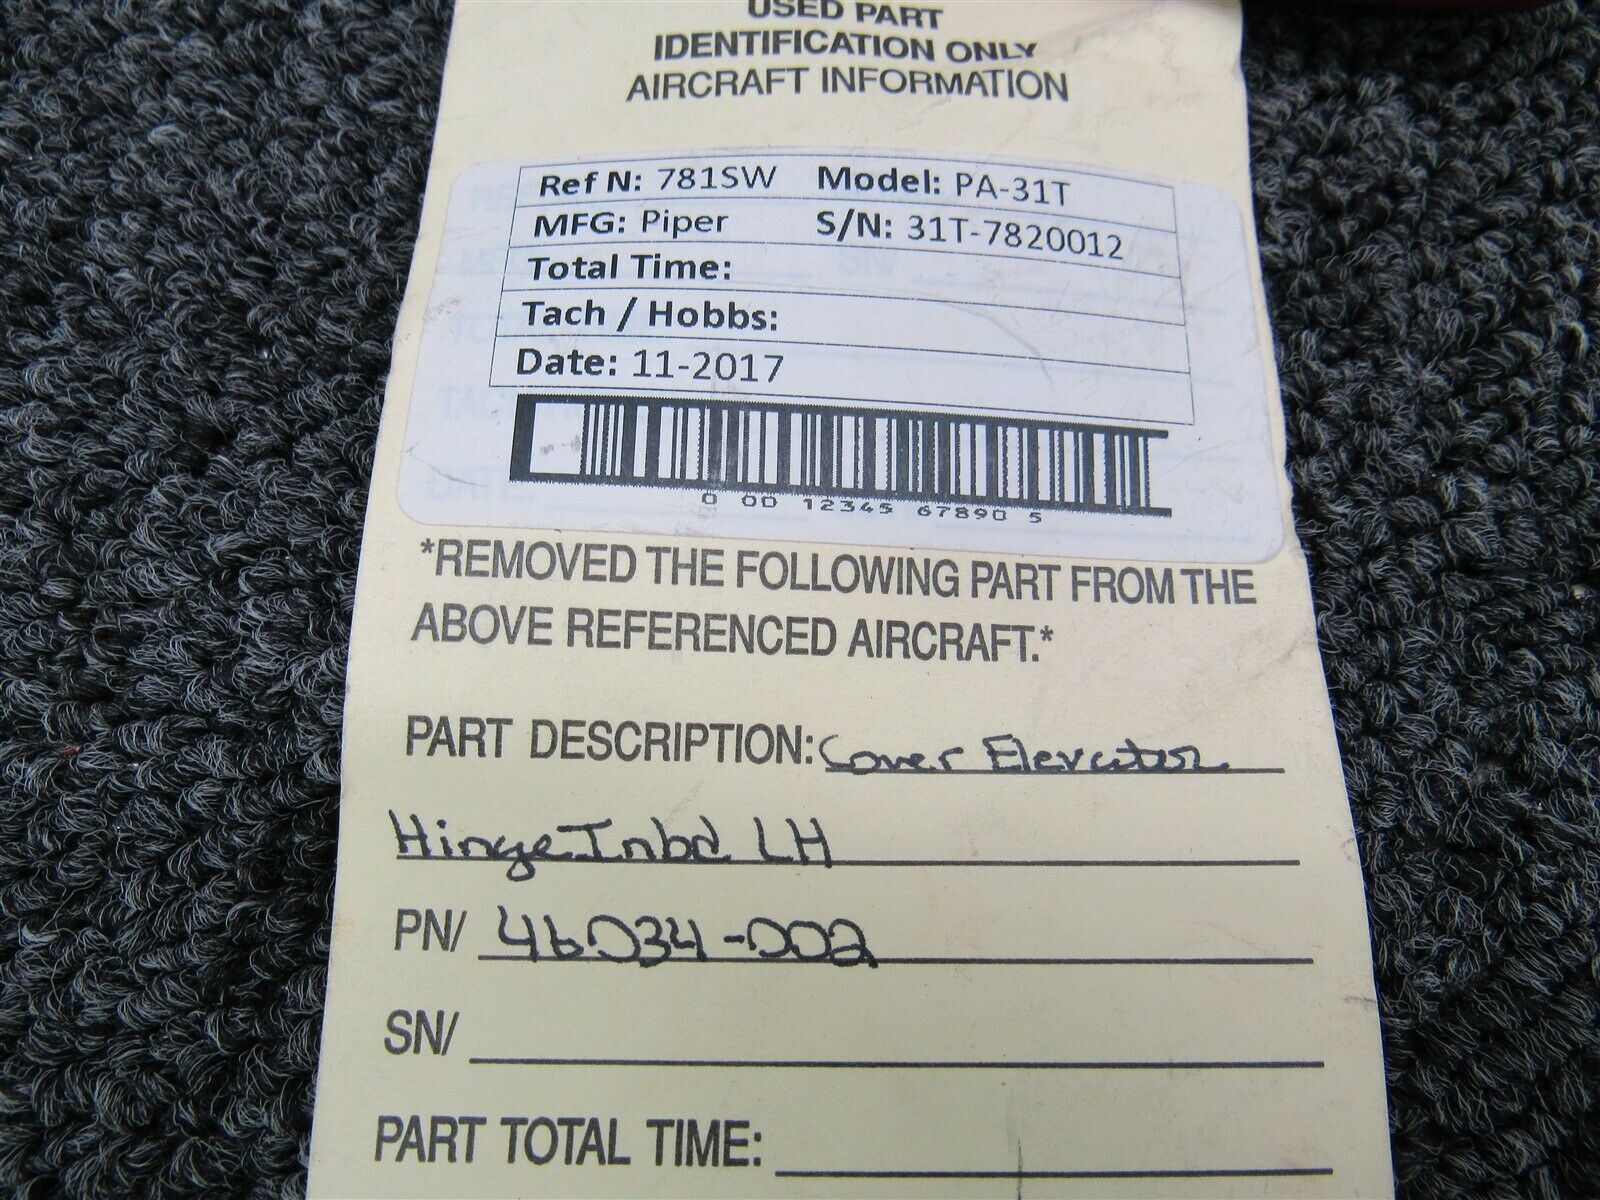 USED PART
IDENTIFICATION ONLY
AIRCRAFT INFORMATION
Ref N: 781SW Model: PA-31T
MFG: Piper S/N: 31T-7820012
Total Time:
Tach / Hobbs:
Date: 11-2017
0 00 12345 67890 5
*REMOVED THE FOLLOWING PART FROM THE
ABOVE REFERENCED AIRCRAFT.*
PART DESCRIPTION: Cover Elevator
Hinge Inbd LH
PN/ 46034-002
SN/
PART TOTAL TIME: